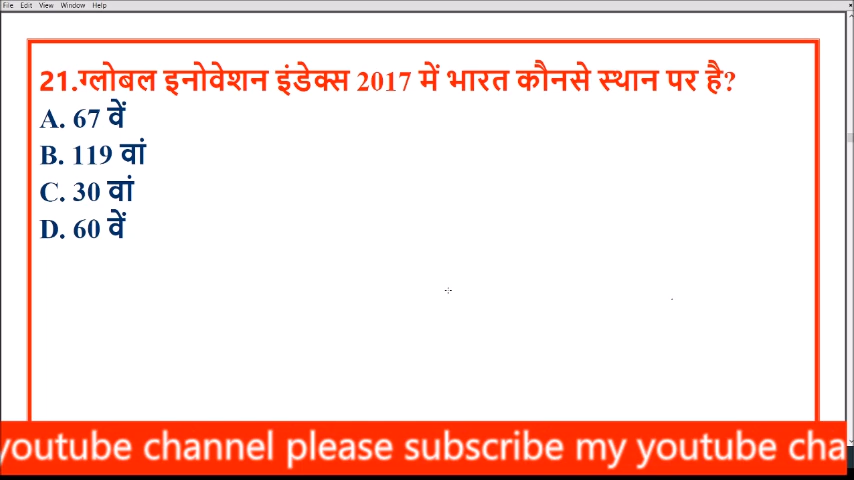 File Edit View Window Help
21.ग्लोबल इनोवेशन इंडेक्स 2017 में भारत कौनसे स्थान पर है?
A. 67 वें
B. 119 वां
C. 30 वां
D. 60 वें
youtube channel please subscribe my youtube cha